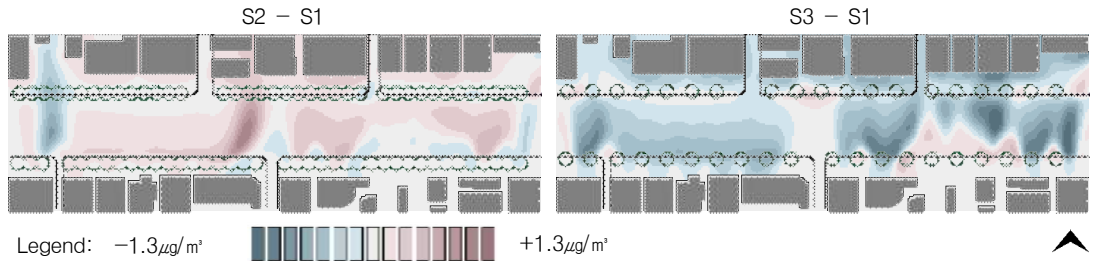 S2 - S1
S3 - S1
Legend: -1.3㎍/㎥ +1.3㎍/㎥